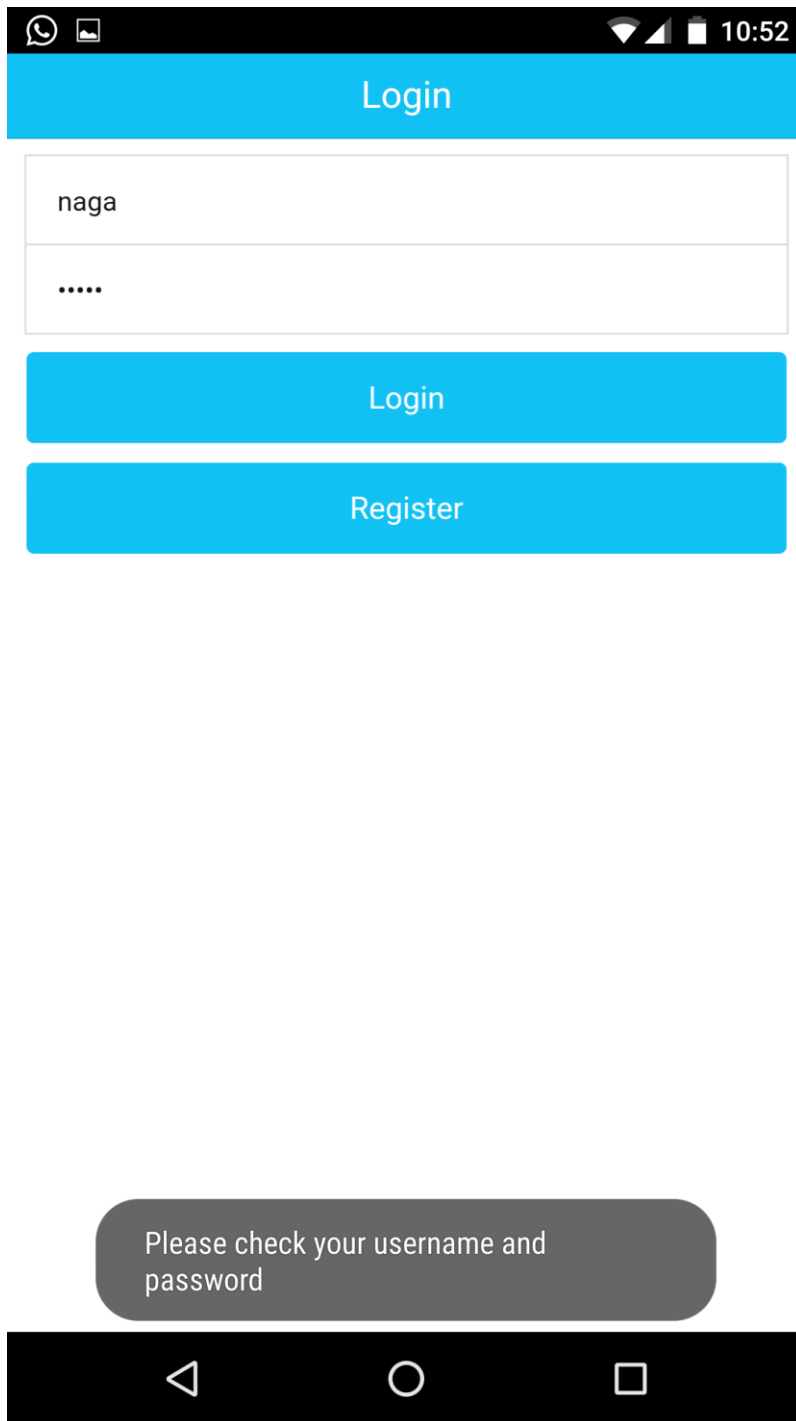 10:52
Login
naga
•••••
Login
Register
Please check your username and
password